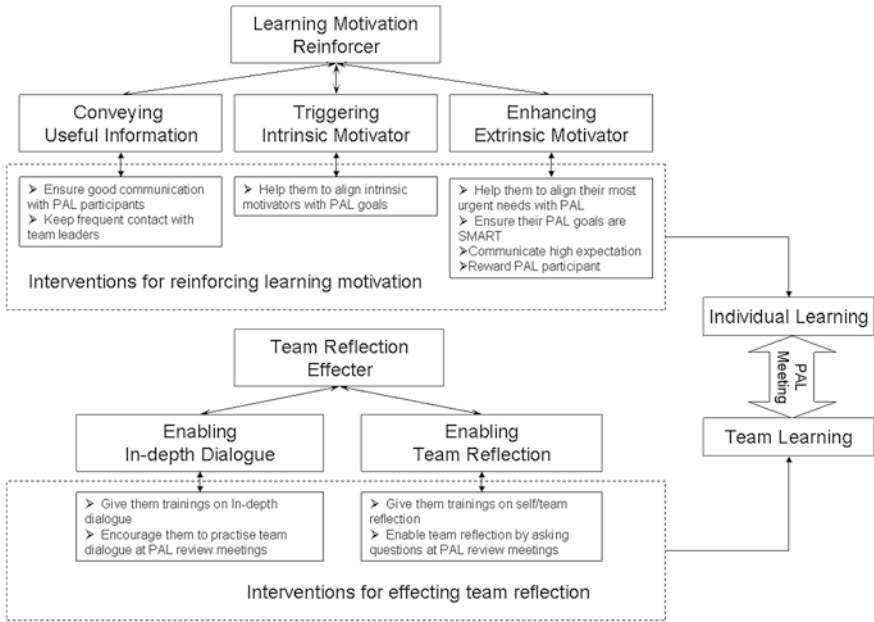 Learning Motivation
Reinforcer
Conveying
Useful Information
Triggering
Intrinsic Motivator
Enhancing
Extrinsic Motivator
➢ Ensure good communication
with PAL participants
➢ Keep frequent contact with
team leaders
➢ Help them to align intrinsic
motivators with PAL goals
➢ Help them to align their most
urgent needs with PAL
➢ Ensure their PAL goals are
SMART
➢Communicate high expectation
➢Reward PAL participant
Interventions for reinforcing learning motivation
Individual Learning
PAL
Meeting
Team Learning
Team Reflection
Effecter
Enabling
In-depth Dialogue
Enabling
Team Reflection
➢ Give them trainings on In-depth
dialogue
➢ Encourage them to practise team
dialogue at PAL review meetings
➢ Give them trainings on self/team
reflection
➢ Enable team reflection by asking
questions at PAL review meetings
Interventions for effecting team reflection